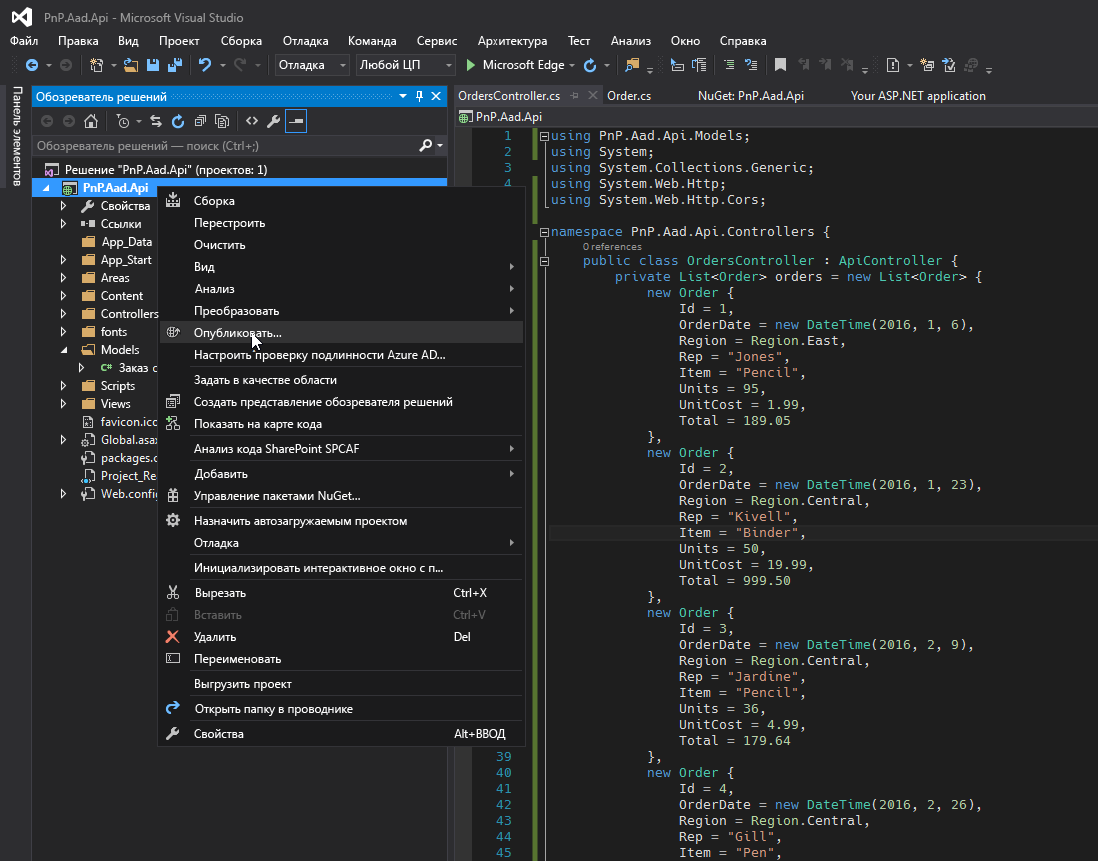 PnP.Aad.Api - Microsoft Visual Studio
Файл Правка Вид Проект Сборка Отладка Команда Сервис Архитектура Тест Анализ Окно Справка
Отладка Любой ЦП Microsoft Edge
Панель элементов
Обозреватель решений
Обозреватель решений — поиск (Ctrl+;)
Решение "PnP.Aad.Api" (проектов: 1)
PnP.Aad.Api
Свойства
Ссылки
App_Data
App_Start
Areas
Content
Controllers
fonts
Models
C# Заказ с
Scripts
Views
favicon.ico
Global.asax
packages.c
Project_Re
Web.config
Сборка
Перестроить
Очистить
Вид
Анализ
Преобразовать
Опубликовать...
Настроить проверку подлинности Azure AD...
Задать в качестве области
Создать представление обозревателя решений
Показать на карте кода
Анализ кода SharePoint SPCAF
Добавить
Управление пакетами NuGet...
Назначить автозагружаемым проектом
Отладка
Инициализировать интерактивное окно с п...
Вырезать Ctrl+X
Вставить Ctrl+V
Удалить Del
Переименовать
Выгрузить проект
Открыть папку в проводнике
Свойства Alt+ВВОД
OrdersController.cs Order.cs NuGet: PnP.Aad.Api Your ASP.NET application
PnP.Aad.Api
1 using PnP.Aad.Api.Models;
2 using System;
3 using System.Collections.Generic;
4 using System.Web.Http;
using System.Web.Http.Cors;
namespace PnP.Aad.Api.Controllers {
0 references
public class OrdersController : ApiController {
private List<Order> orders = new List<Order> {
new Order {
Id = 1,
OrderDate = new DateTime(2016, 1, 6),
Region = Region.East,
Rep = "Jones",
Item = "Pencil",
Units = 95,
UnitCost = 1.99,
Total = 189.05
},
new Order {
Id = 2,
OrderDate = new DateTime(2016, 1, 23),
Region = Region.Central,
Rep = "Kivell",
Item = "Binder",
Units = 50,
UnitCost = 19.99,
Total = 999.50
},
new Order {
Id = 3,
OrderDate = new DateTime(2016, 2, 9),
Region = Region.Central,
Rep = "Jardine",
Item = "Pencil",
Units = 36,
UnitCost = 4.99,
Total = 179.64
39 },
40 new Order {
41 Id = 4,
42 OrderDate = new DateTime(2016, 2, 26),
43 Region = Region.Central,
44 Rep = "Gill",
45 Item = "Pen",